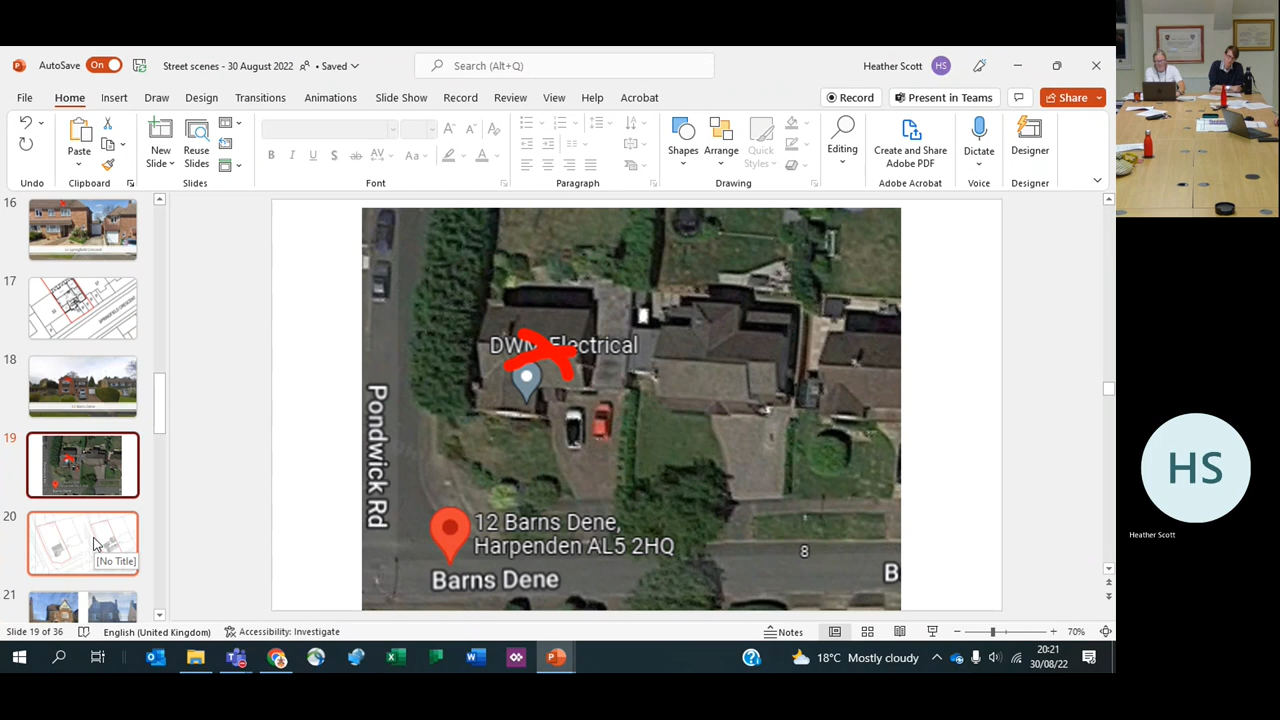 AutoSave On Street scenes - 30 August 2022 • Saved Search (Alt+Q) Heather Scott HS
File Home Insert Draw Design Transitions Animations Slide Show Record Review View Help Acrobat Record Present in Teams Share
Paste New Slide Reuse Slides Aa Shapes Arrange Quick Styles Editing Create and Share Adobe PDF Dictate Designer
Undo Clipboard Slides Font Paragraph Drawing Adobe Acrobat Voice Designer
16
17
18
19
20
[No Title]
21
DWM Electrical
Pondwick Rd
12 Barns Dene,
Harpenden AL5 2HQ
Barns Dene
8
B
HS
Heather Scott
Slide 19 of 36 English (United Kingdom) Accessibility: Investigate Notes 70%
18°C Mostly cloudy 20:21
30/08/22